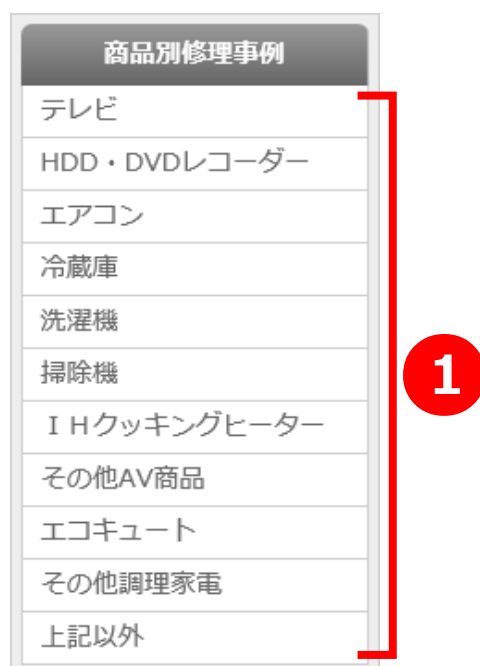 商品別修理事例
テレビ
HDD・DVDレコーダー
エアコン
冷蔵庫
洗濯機
掃除機
ＩＨクッキングヒーター
その他AV商品
エコキュート
その他調理家電
上記以外
1